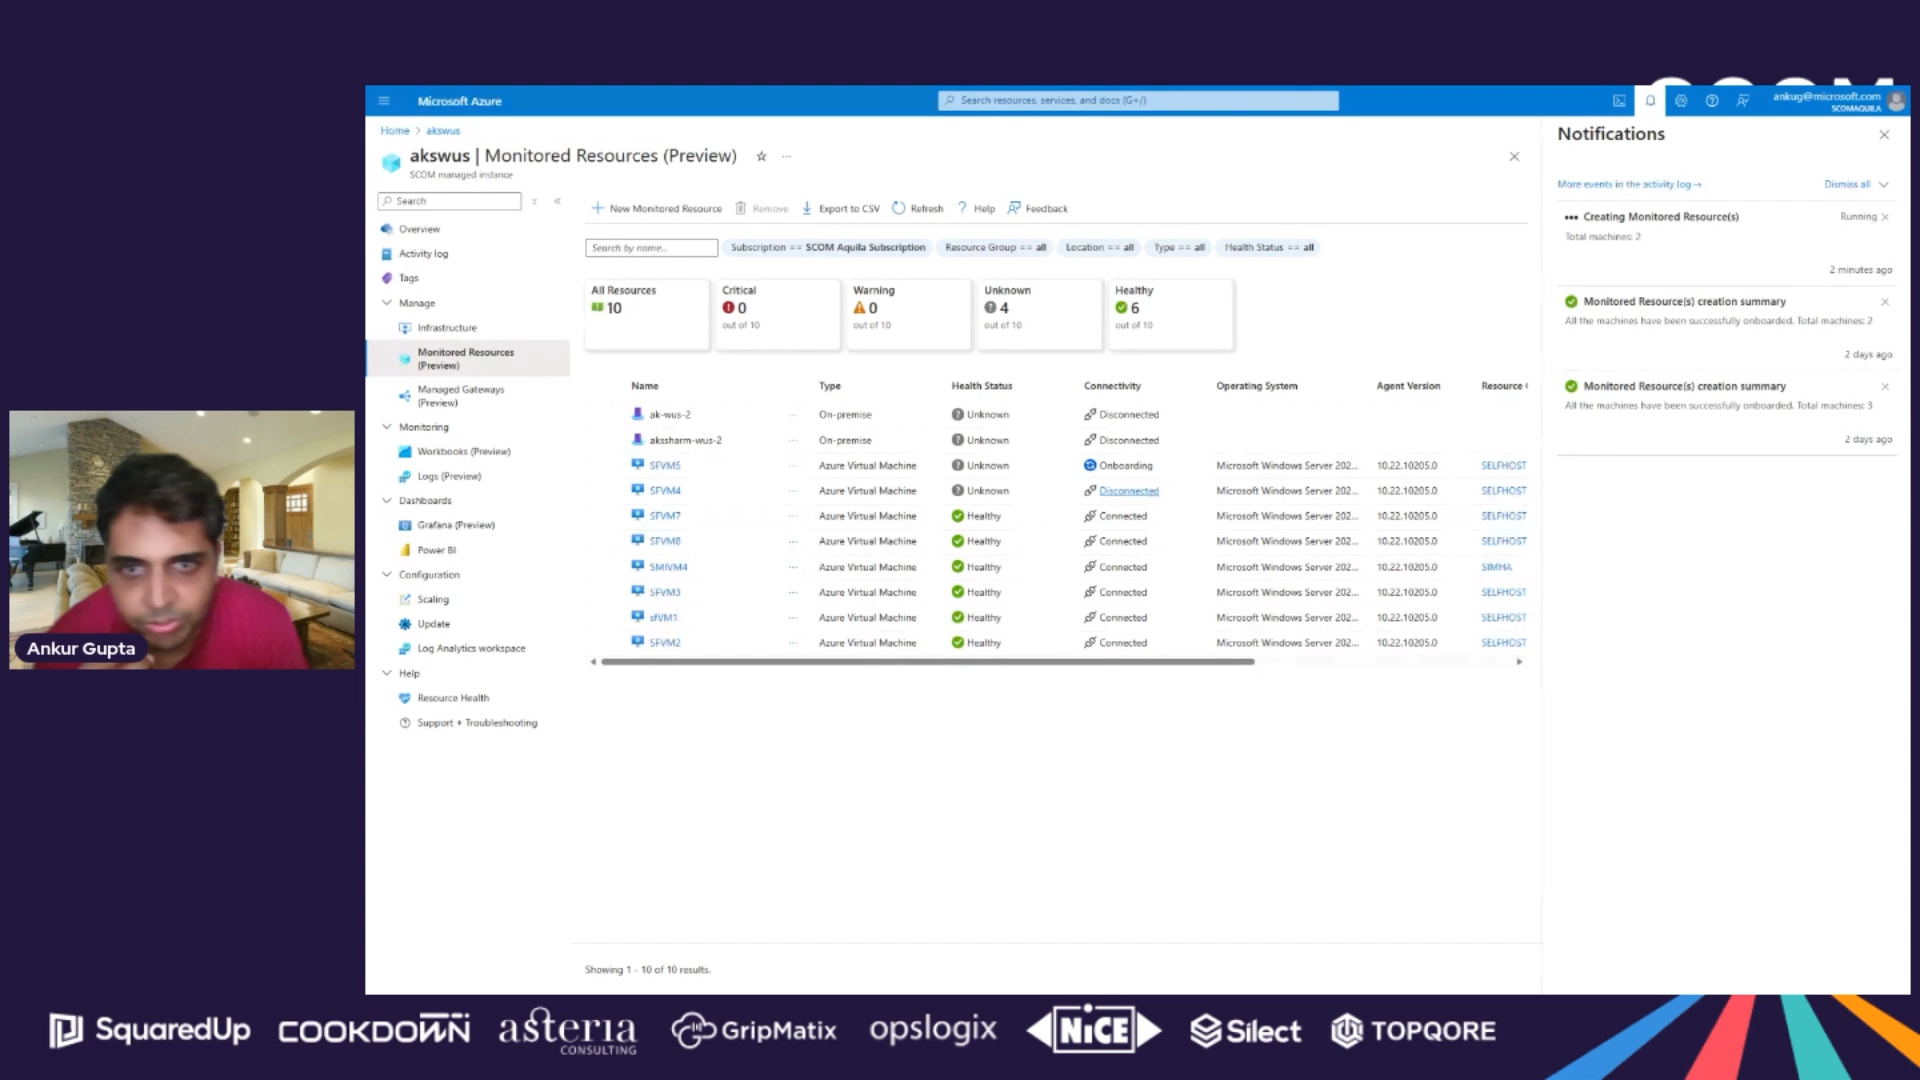 Microsoft Azure
Search resources, services, and docs (G+/)
ankug@microsoft.com
SCOMAQUILA
Home > akswus
akswus | Monitored Resources (Preview)
SCOM managed instance
Search
Overview
Activity log
Tags
Manage
Infrastructure
Monitored Resources
(Preview)
Managed Gateways
(Preview)
Monitoring
Workbooks (Preview)
Logs (Preview)
Dashboards
Grafana (Preview)
Power BI
Configuration
Scaling
Update
Log Analytics workspace
Help
Resource Health
Support + Troubleshooting
New Monitored Resource Remove Export to CSV Refresh Help Feedback
Search by name... Subscription == SCOM Aquila Subscription Resource Group == all Location == all Type == all Health Status == all
All Resources
10
Critical
0
out of 10
Warning
0
out of 10
Unknown
4
out of 10
Healthy
6
out of 10
Name Type Health Status Connectivity Operating System Agent Version Resource
ak-wus-2 ... On-premise Unknown Disconnected
akssharm-wus-2 ... On-premise Unknown Disconnected
SFVM5 ... Azure Virtual Machine Unknown Onboarding Microsoft Windows Server 202... 10.22.10205.0 SELFHOST
SFVM4 ... Azure Virtual Machine Unknown Disconnected Microsoft Windows Server 202... 10.22.10205.0 SELFHOST
SFVM7 ... Azure Virtual Machine Healthy Connected Microsoft Windows Server 202... 10.22.10205.0 SELFHOST
SFVM8 ... Azure Virtual Machine Healthy Connected Microsoft Windows Server 202... 10.22.10205.0 SELFHOST
SMIVM4 ... Azure Virtual Machine Healthy Connected Microsoft Windows Server 202... 10.22.10205.0 SIMHA
SFVM3 ... Azure Virtual Machine Healthy Connected Microsoft Windows Server 202... 10.22.10205.0 SELFHOST
sfVM1 ... Azure Virtual Machine Healthy Connected Microsoft Windows Server 202... 10.22.10205.0 SELFHOST
SFVM2 ... Azure Virtual Machine Healthy Connected Microsoft Windows Server 202... 10.22.10205.0 SELFHOST
Showing 1 - 10 of 10 results.
Notifications
More events in the activity log → Dismiss all
Creating Monitored Resource(s) Running
Total machines: 2
2 minutes ago
Monitored Resource(s) creation summary
All the machines have been successfully onboarded. Total machines: 2
2 days ago
Monitored Resource(s) creation summary
All the machines have been successfully onboarded. Total machines: 3
2 days ago
Ankur Gupta
SquaredUp COOKDOWN asteria CONSULTING GripMatix opslogix NiCE Silect TOPQORE